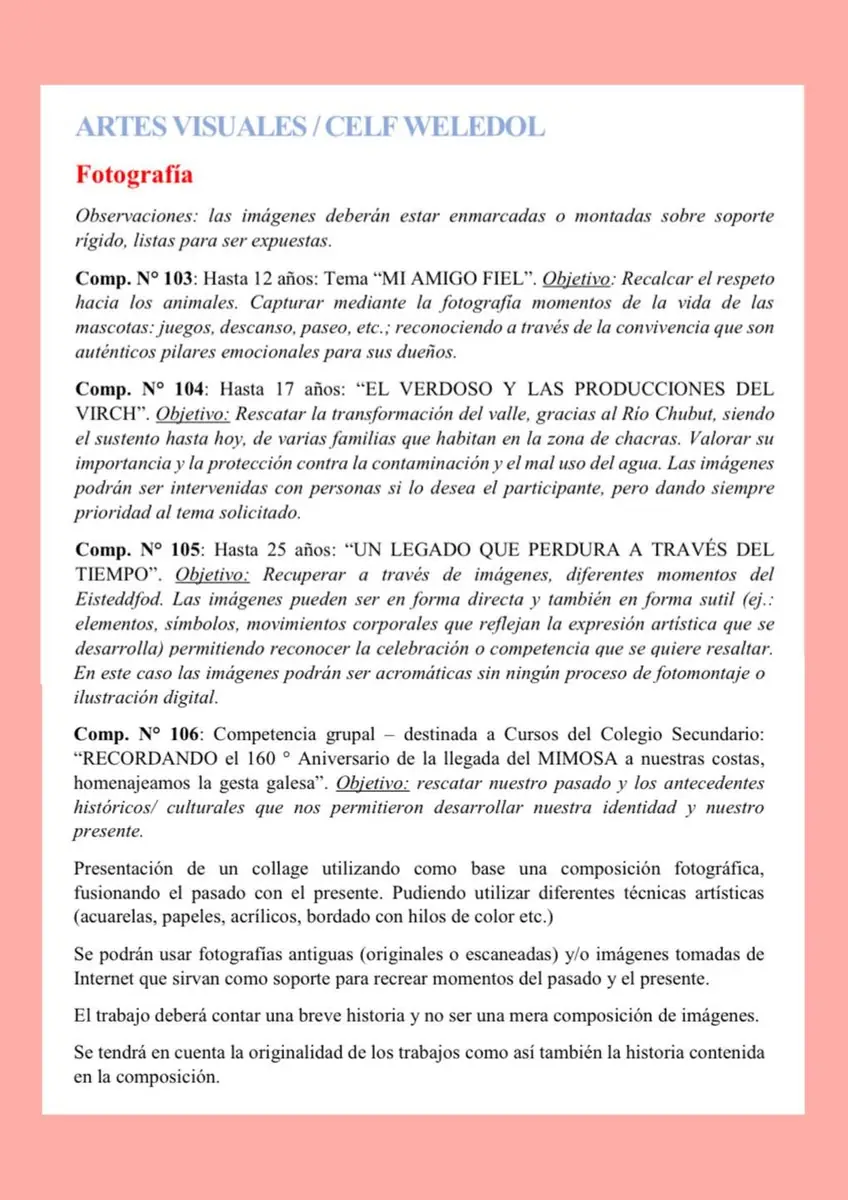 ARTES VISUALES / CELF WELEDOL
Fotografía
Observaciones: las imágenes deberán estar enmarcadas o montadas sobre soporte
rígido, listas para ser expuestas.
Comp. N° 103: Hasta 12 años: Tema “MI AMIGO FIEL”. Objetivo: Recalcar el respeto
hacia los animales. Capturar mediante la fotografía momentos de la vida de las
mascotas: juegos, descanso, paseo, etc.; reconociendo a través de la convivencia que son
auténticos pilares emocionales para sus dueños.
Comp. N° 104: Hasta 17 años: “EL VERDOSO Y LAS PRODUCCIONES DEL
VIRCH”. Objetivo: Rescatar la transformación del valle, gracias al Río Chubut, siendo
el sustento hasta hoy, de varias familias que habitan en la zona de chacras. Valorar su
importancia y la protección contra la contaminación y el mal uso del agua. Las imágenes
podrán ser intervenidas con personas si lo desea el participante, pero dando siempre
prioridad al tema solicitado.
Comp. N° 105: Hasta 25 años: “UN LEGADO QUE PERDURA A TRAVÉS DEL
TIEMPO”. Objetivo: Recuperar a través de imágenes, diferentes momentos del
Eisteddfod. Las imágenes pueden ser en forma directa y también en forma sutil (ej.:
elementos, símbolos, movimientos corporales que reflejan la expresión artística que se
desarrolla) permitiendo reconocer la celebración o competencia que se quiere resaltar.
En este caso las imágenes podrán ser acromáticas sin ningún proceso de fotomontaje o
ilustración digital.
Comp. N° 106: Competencia grupal – destinada a Cursos del Colegio Secundario:
“RECORDANDO el 160 ° Aniversario de la llegada del MIMOSA a nuestras costas,
homenajeamos la gesta galesa”. Objetivo: rescatar nuestro pasado y los antecedentes
históricos/ culturales que nos permitieron desarrollar nuestra identidad y nuestro
presente.
Presentación de un collage utilizando como base una composición fotográfica,
fusionando el pasado con el presente. Pudiendo utilizar diferentes técnicas artísticas
(acuarelas, papeles, acrílicos, bordado con hilos de color etc.)
Se podrán usar fotografías antiguas (originales o escaneadas) y/o imágenes tomadas de
Internet que sirvan como soporte para recrear momentos del pasado y el presente.
El trabajo deberá contar una breve historia y no ser una mera composición de imágenes.
Se tendrá en cuenta la originalidad de los trabajos como así también la historia contenida
en la composición.